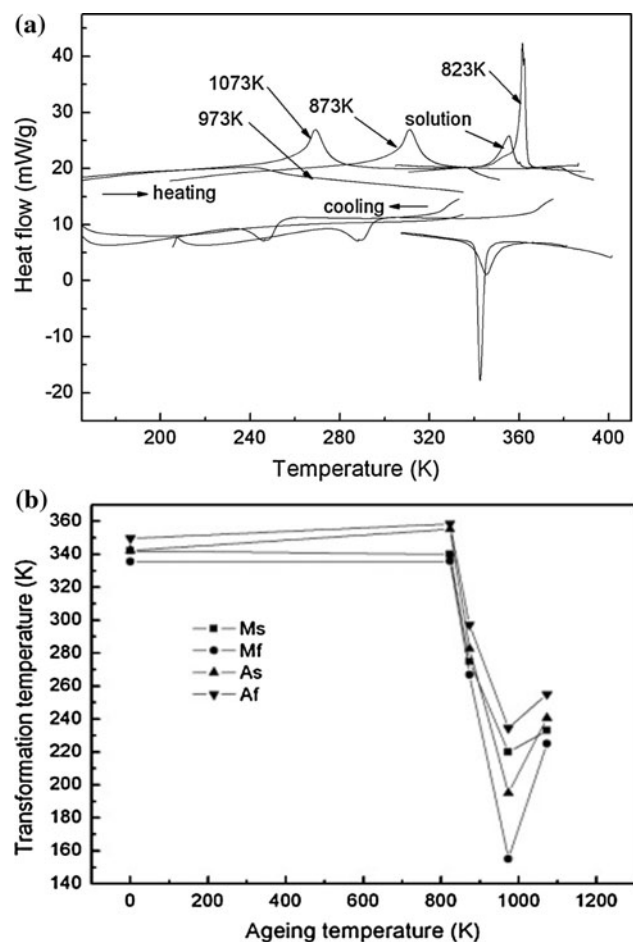 (a)
40
30
20
10
0
-10
-20
Heat flow (mW/g)
1073K
973K
873K
solution
823K
heating
cooling
200 240 280 320 360 400
Temperature (K)
(b)
360
340
320
300
280
260
240
220
200
180
160
140
Transformation temperature (K)
Ms
Mf
As
Af
0 200 400 600 800 1000 1200
Ageing temperature (K)